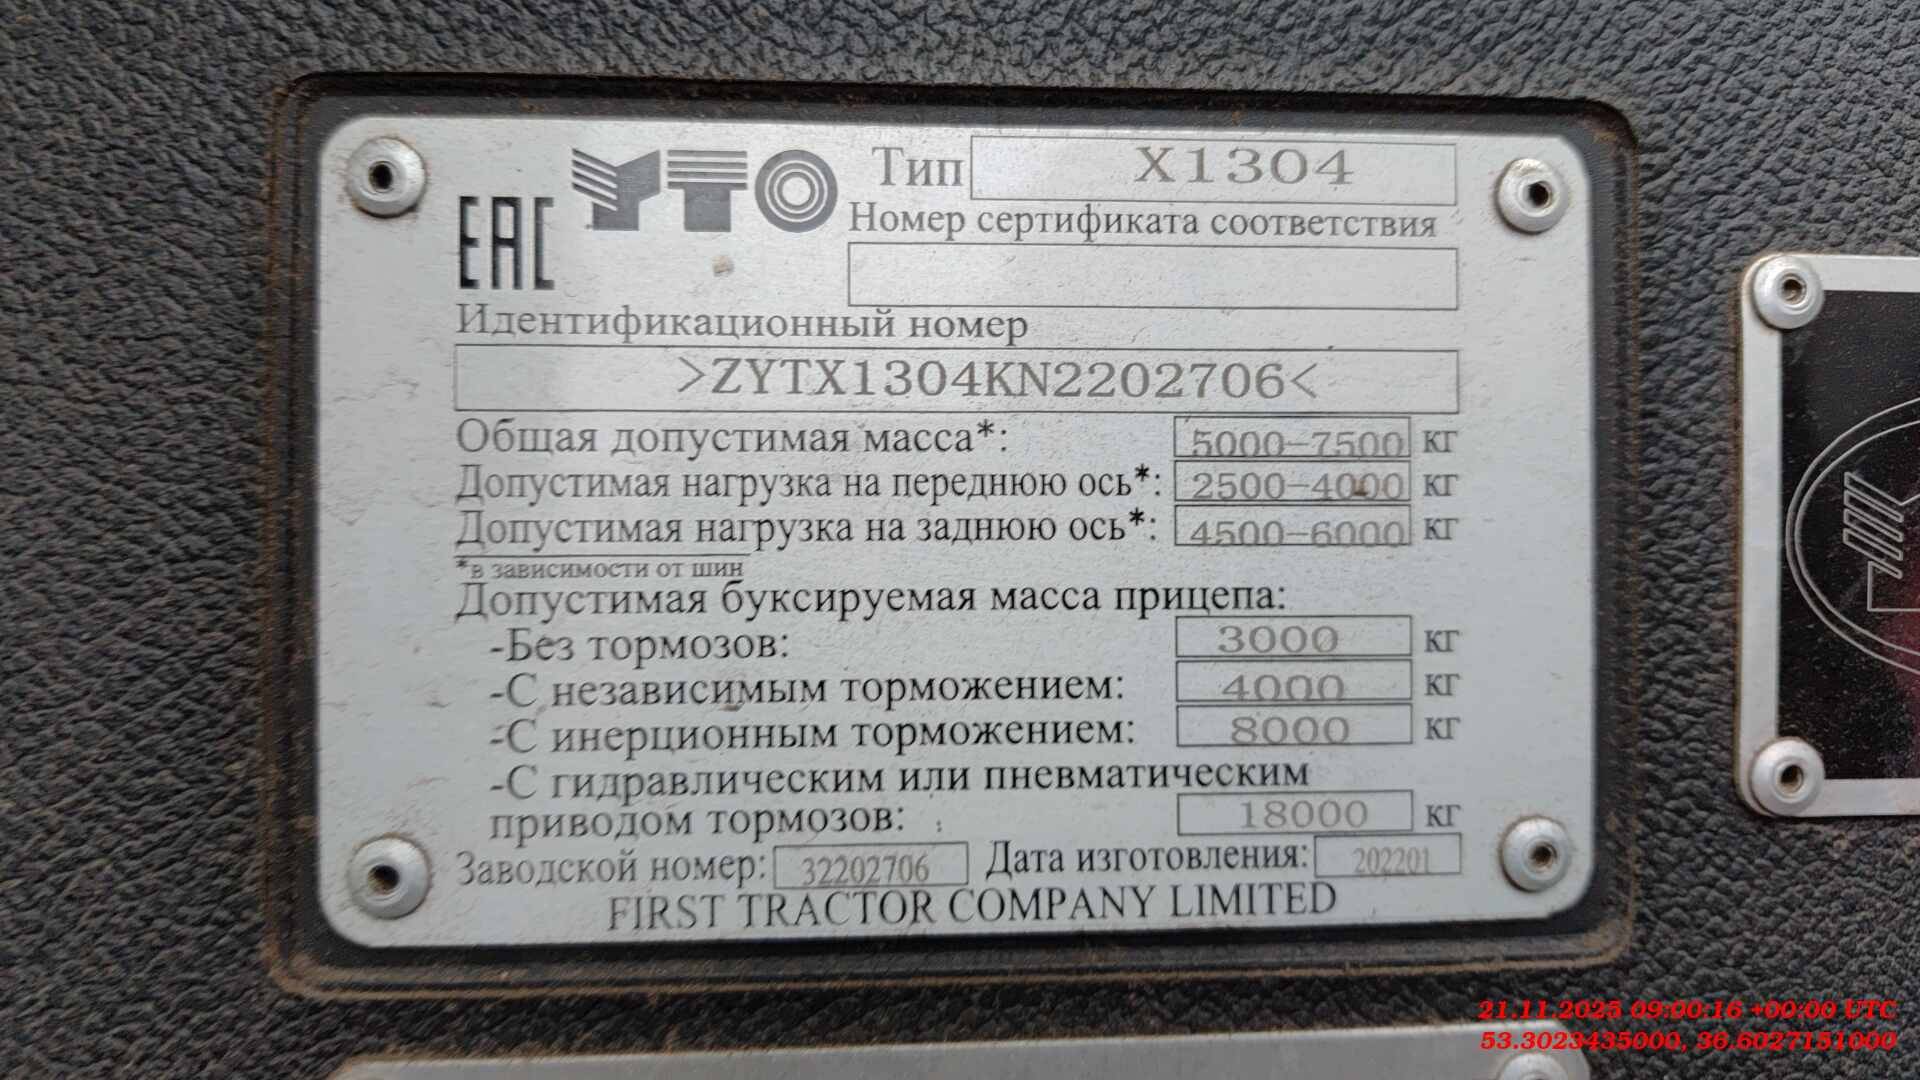 YTO Тип X1304
EAC
Номер сертификата соответствия
Идентификационный номер
>ZYTX1304KN2202706<
Общая допустимая масса*: 5000-7500 кг
Допустимая нагрузка на переднюю ось*: 2500-4000 кг
Допустимая нагрузка на заднюю ось*: 4500-6000 кг
*в зависимости от шин
Допустимая буксируемая масса прицепа:
-Без тормозов: 3000 кг
-С независимым торможением: 4000 кг
-С инерционным торможением: 8000 кг
-С гидравлическим или пневматическим
приводом тормозов: 18000 кг
Заводской номер: 32202706 Дата изготовления: 202201
FIRST TRACTOR COMPANY LIMITED
21.11.2025 09:00:16 +00:00 UTC
53.3023435000, 36.6027151000